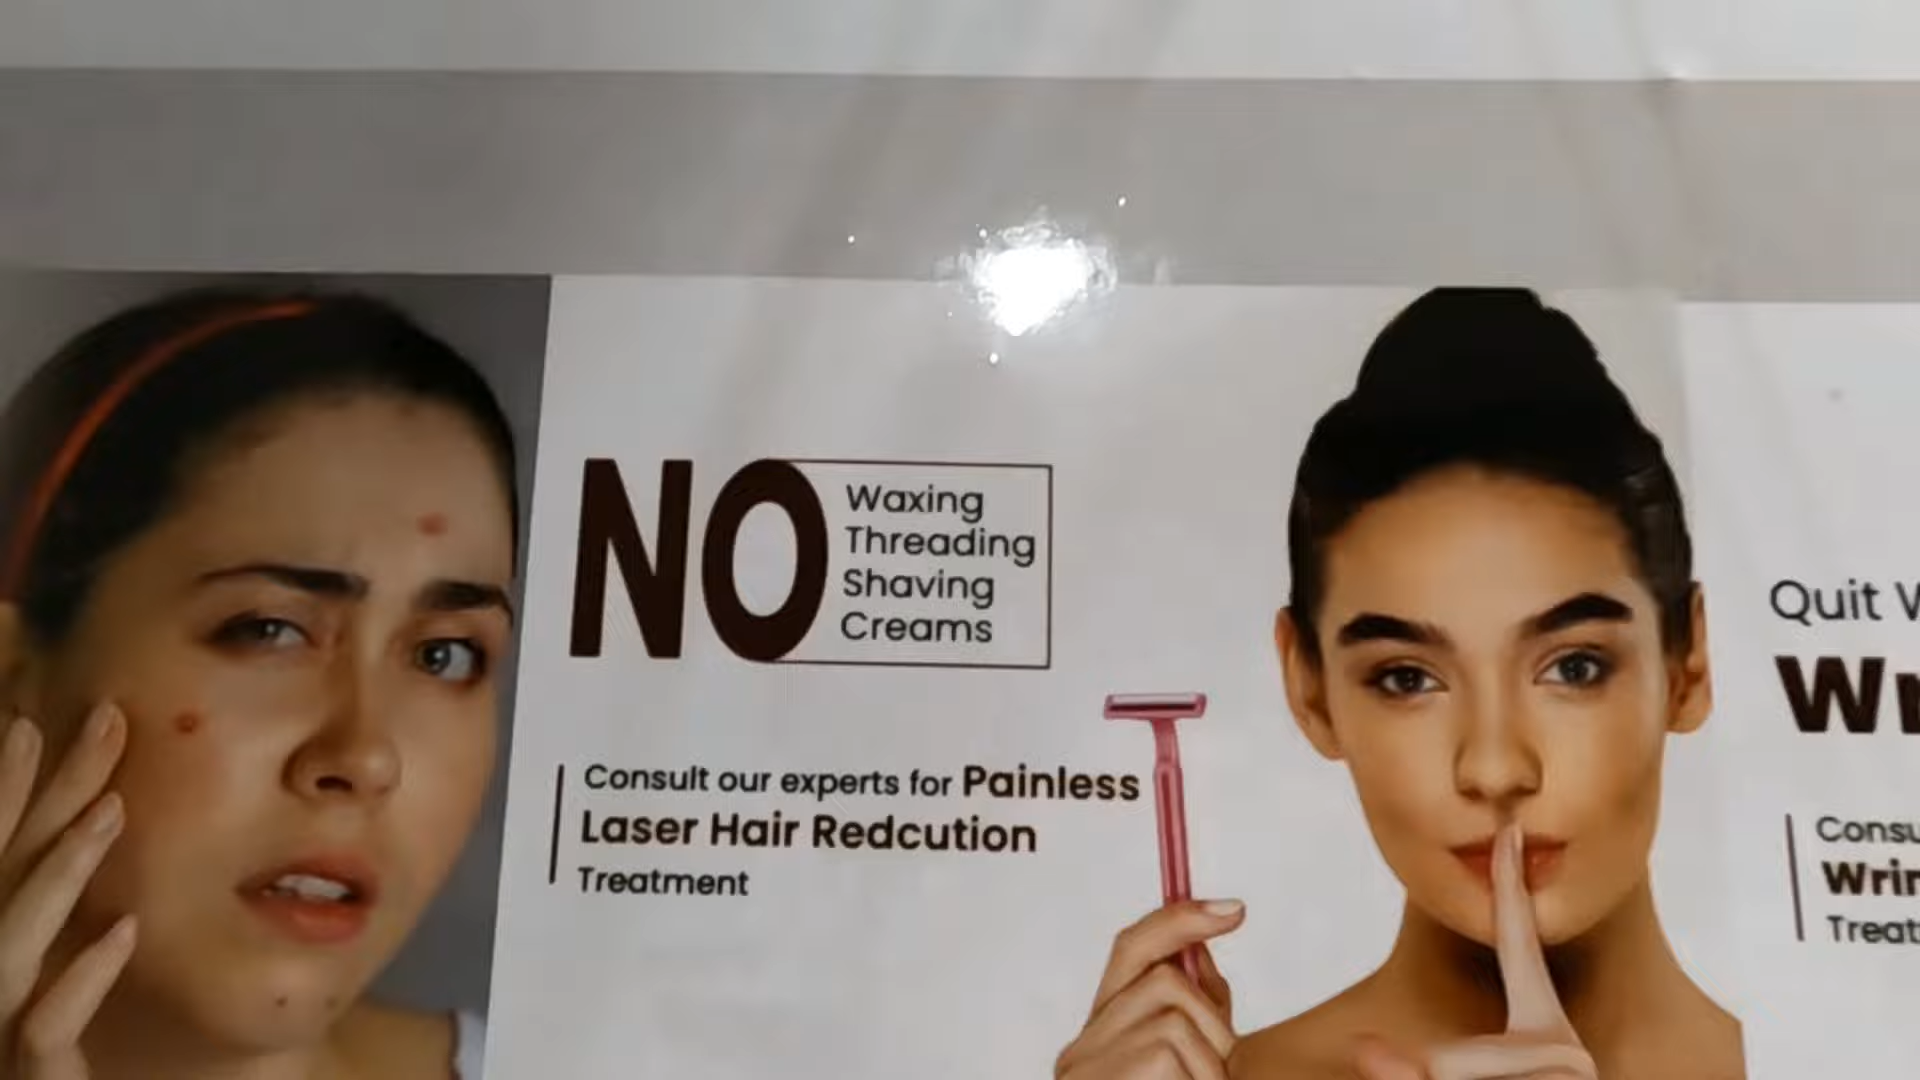 NO
Waxing
Threading
Shaving
Creams
Consult our experts for Painless
Laser Hair Redcution
Treatment
Quit